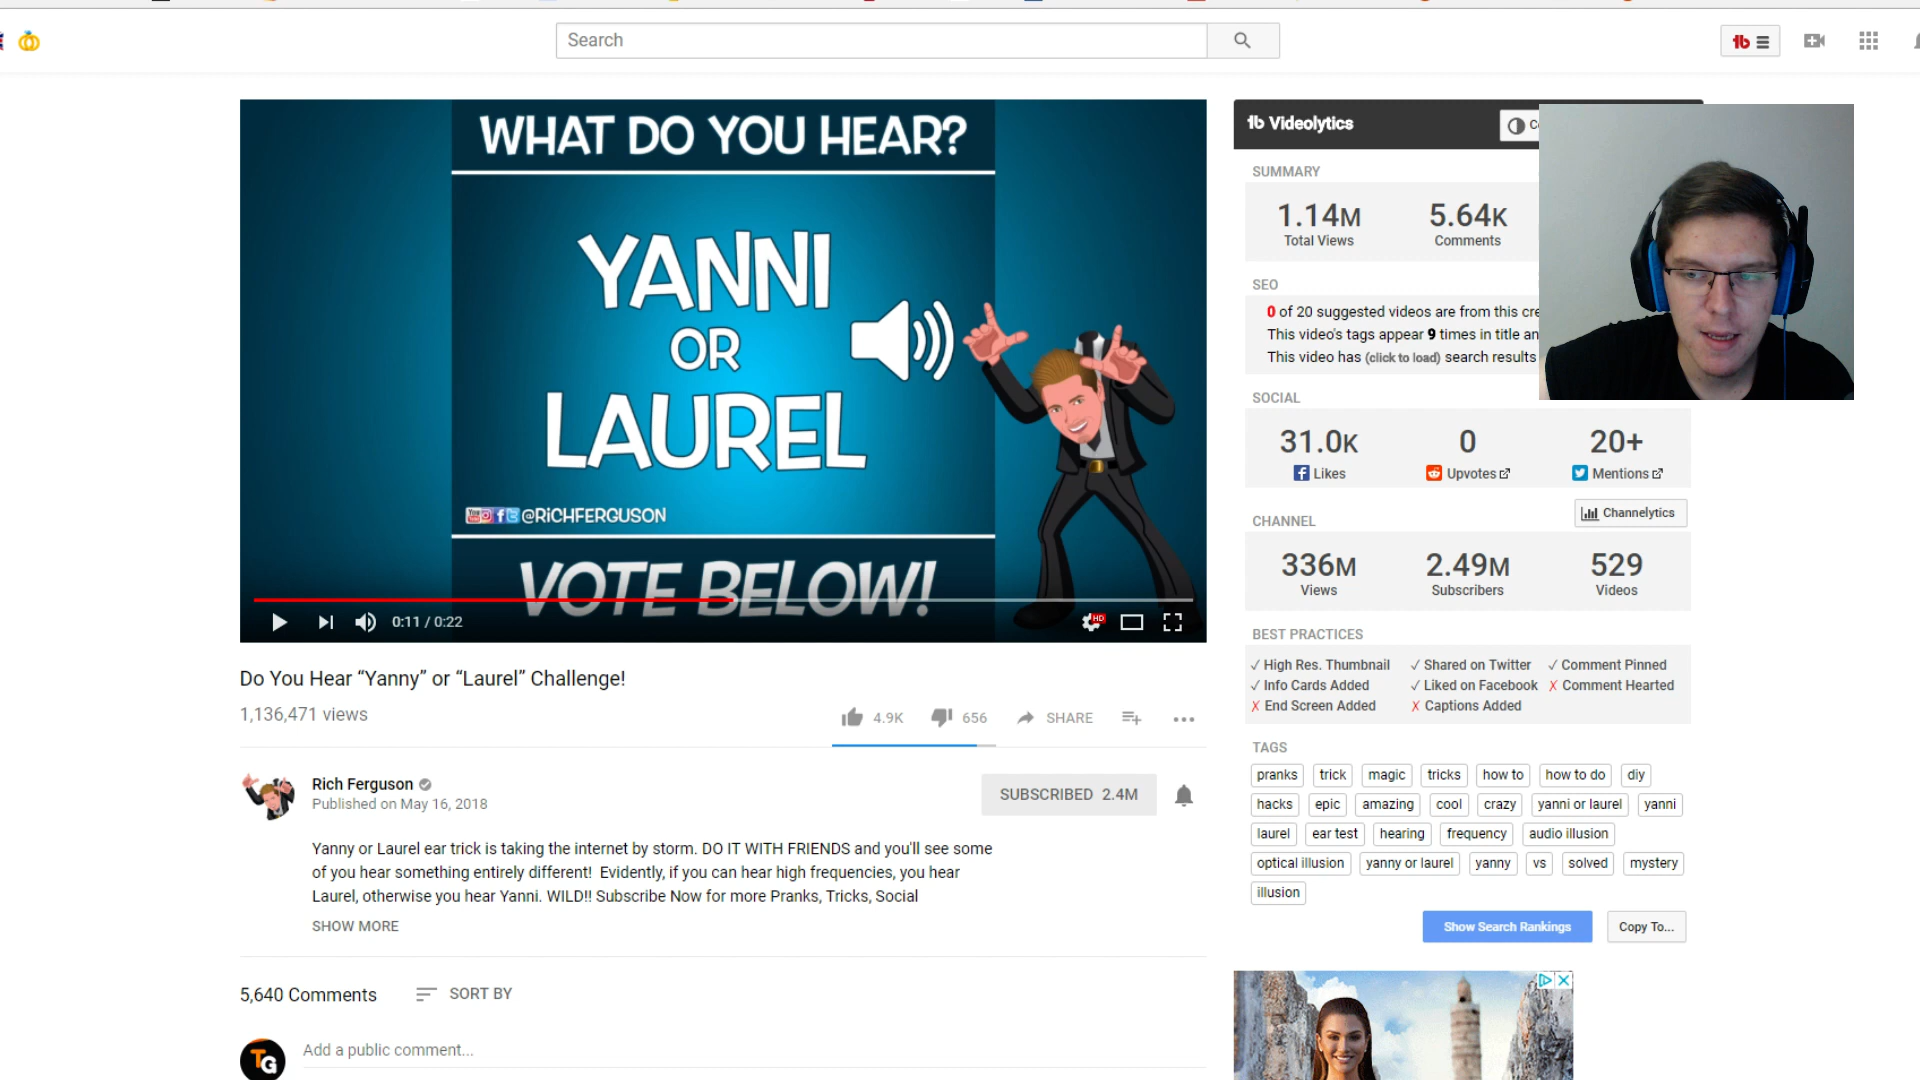 Search
WHAT DO YOU HEAR?
YANNI
OR
LAUREL
@RICHFERGUSON
VOTE BELOW!
0:11 / 0:22
HD
Do You Hear “Yanny” or “Laurel” Challenge!
1,136,471 views
4.9K
656
SHARE
Rich Ferguson
Published on May 16, 2018
SUBSCRIBED 2.4M
Yanny or Laurel ear trick is taking the internet by storm. DO IT WITH FRIENDS and you'll see some
of you hear something entirely different!  Evidently, if you can hear high frequencies, you hear
Laurel, otherwise you hear Yanni. WILD!! Subscribe Now for more Pranks, Tricks, Social
SHOW MORE
5,640 Comments
SORT BY
TG
Add a public comment...
tb
tb Videolytics
SUMMARY
1.14M 5.64K
Total Views Comments
SEO
0 of 20 suggested videos are from this
This video's tags appear 9 times in title
This video has (click to load) search results
SOCIAL
31.0K 0 20+
Likes Upvotes Mentions
CHANNEL
Channelytics
336M 2.49M 529
Views Subscribers Videos
BEST PRACTICES
✓ High Res. Thumbnail ✓ Shared on Twitter ✓ Comment Pinned
✓ Info Cards Added ✓ Liked on Facebook ✗ Comment Hearted
✗ End Screen Added ✗ Captions Added
TAGS
pranks trick magic tricks how to how to do diy
hacks epic amazing cool crazy yanni or laurel yanni
laurel ear test hearing frequency audio illusion
optical illusion yanny or laurel yanny vs solved mystery
illusion
Show Search Rankings
Copy To...